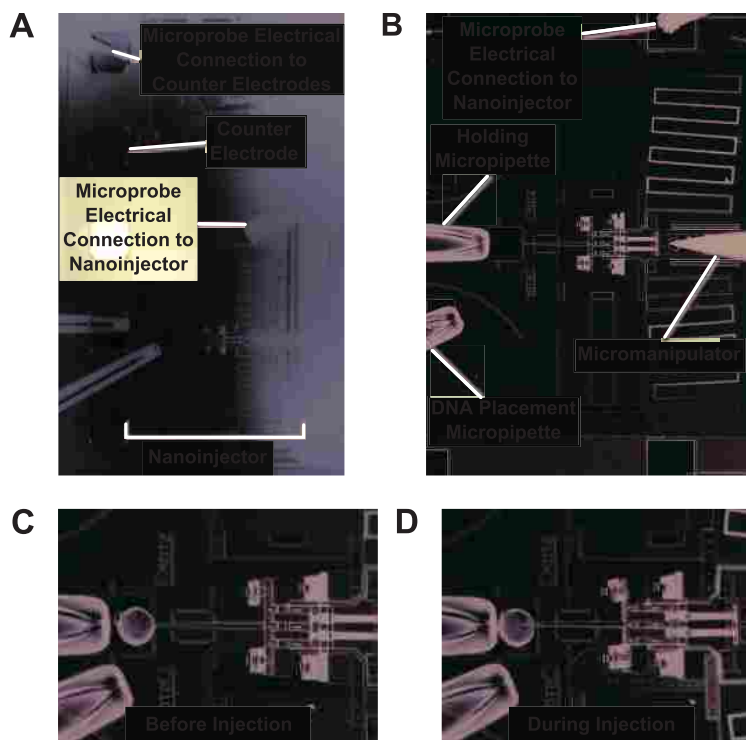 A
Microprobe Electrical
Connection to
Counter Electrodes
Counter
Electrode
Microprobe
Electrical
Connection to
Nanoinjector
Nanoinjector
B
Microprobe
Electrical
Connection to
Nanoinjector
Holding
Micropipette
Micromanipulator
DNA Placement
Micropipette
C
Before Injection
D
During Injection